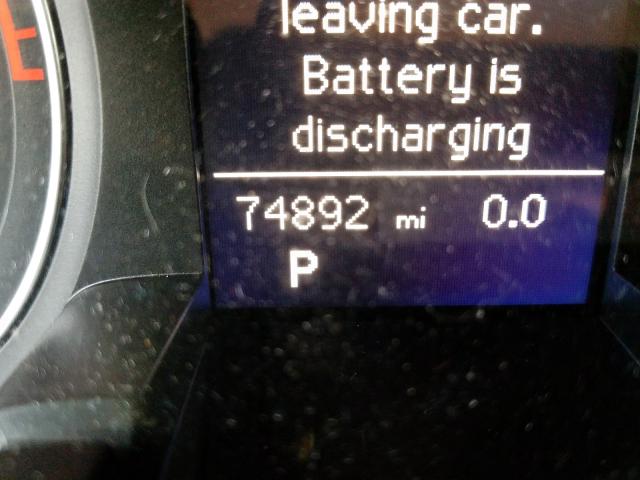 leaving car.
Battery is
discharging
74892 mi 0.0
P